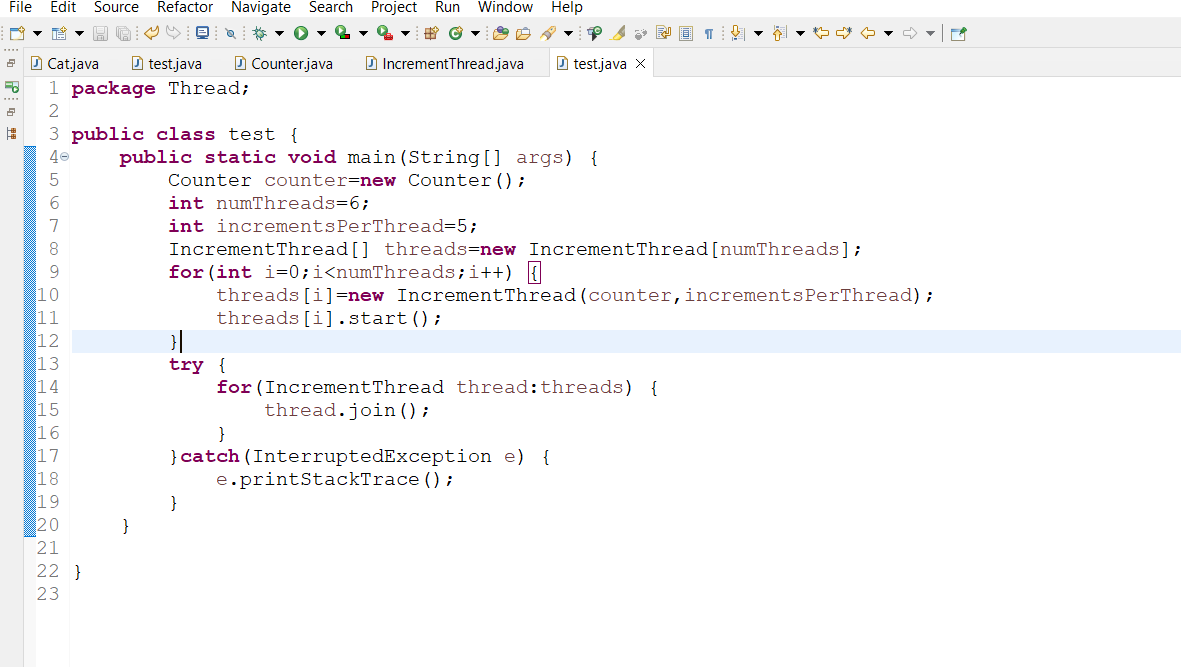 File Edit Source Refactor Navigate Search Project Run Window Help
Cat.java test.java Counter.java IncrementThread.java test.java
1 package Thread;
2
3 public class test {
4     public static void main(String[] args) {
5         Counter counter=new Counter();
6         int numThreads=6;
7         int incrementsPerThread=5;
8         IncrementThread[] threads=new IncrementThread[numThreads];
9         for(int i=0;i<numThreads;i++) {
10             threads[i]=new IncrementThread(counter,incrementsPerThread);
11             threads[i].start();
12         }
13         try {
14             for(IncrementThread thread:threads) {
15                 thread.join();
16             }
17         }catch(InterruptedException e) {
18             e.printStackTrace();
19         }
20     }
21
22 }
23